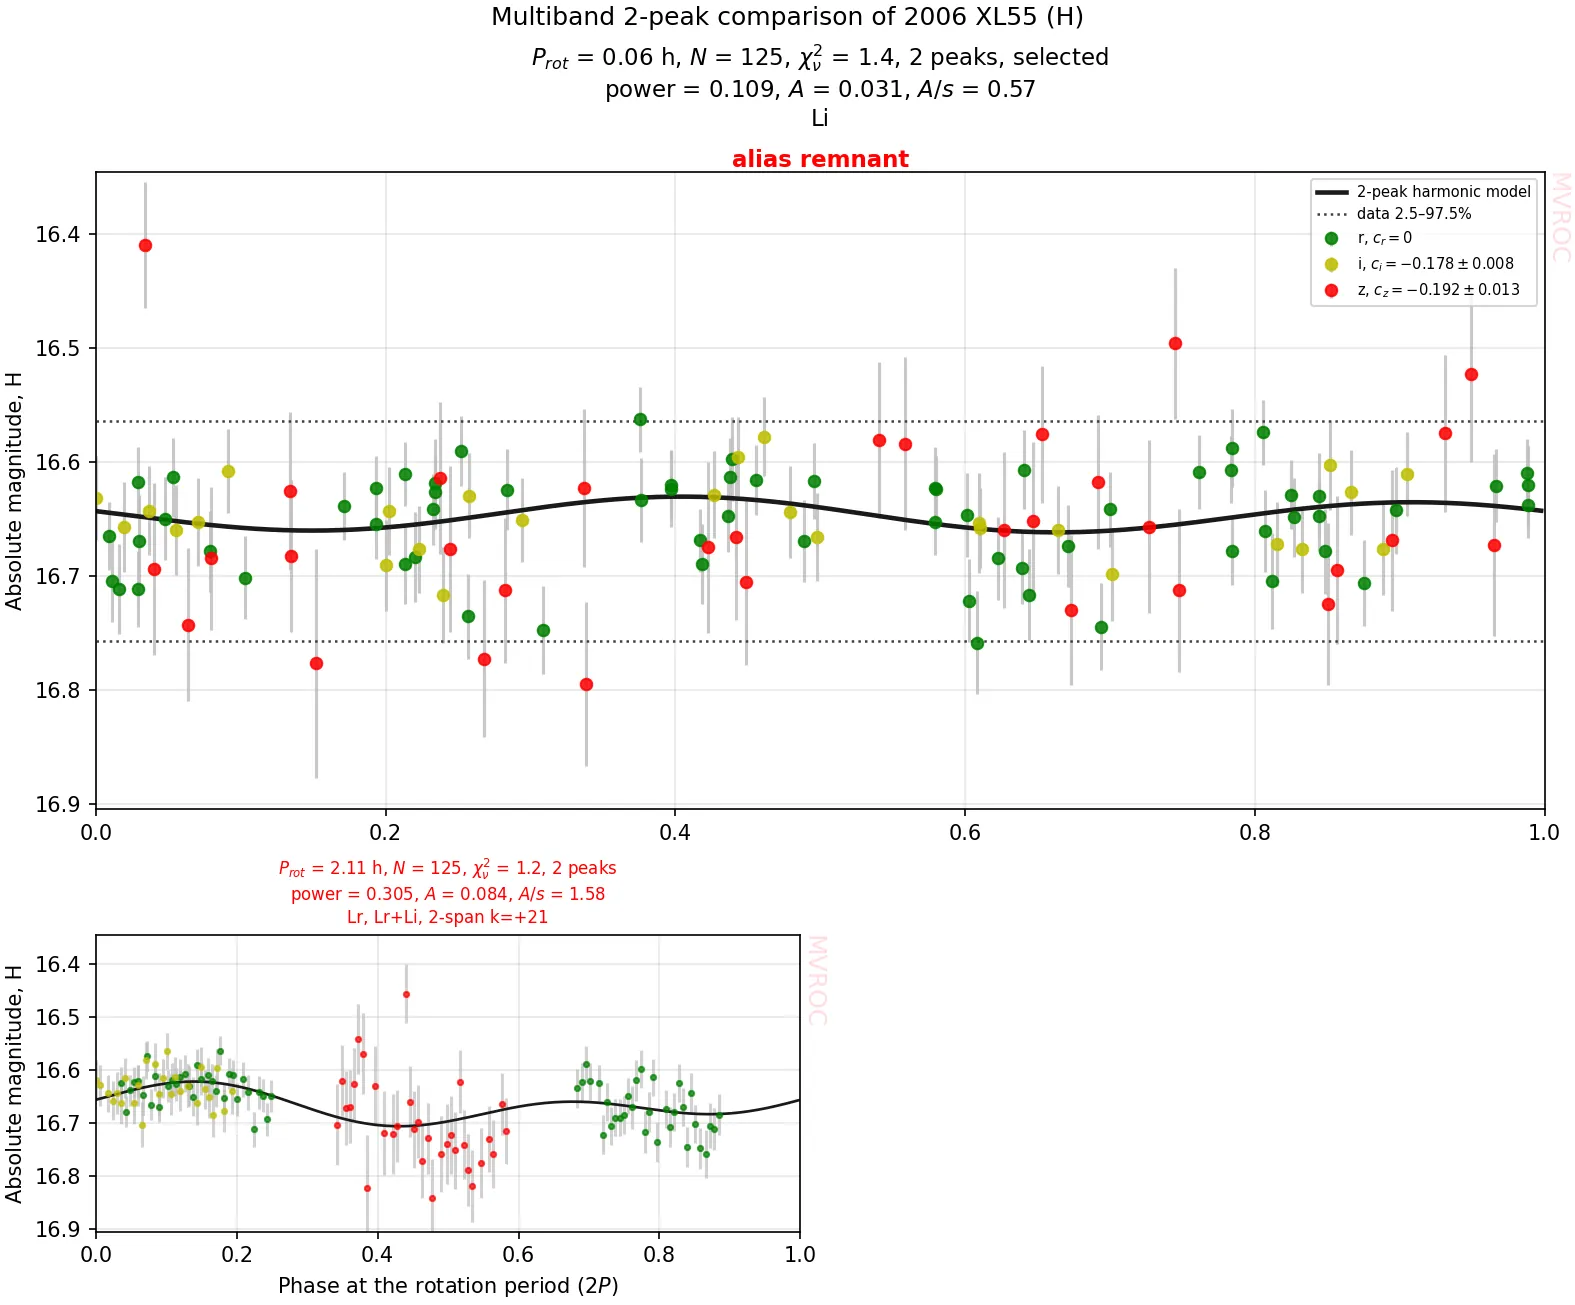 Multiband 2-peak comparison of 2006 XL55 (H)
P_rot = 0.06 h, N = 125, χ²_ν = 1.4, 2 peaks, selected
power = 0.109, A = 0.031, A/s = 0.57
Li
alias remnant
2-peak harmonic model
data 2.5–97.5%
r, c_r = 0
i, c_i = −0.178 ± 0.008
z, c_z = −0.192 ± 0.013
MVROC
Absolute magnitude, H
16.4
16.5
16.6
16.7
16.8
16.9
0.0 0.2 0.4 0.6 0.8 1.0
P_rot = 2.11 h, N = 125, χ²_ν = 1.2, 2 peaks
power = 0.305, A = 0.084, A/s = 1.58
Lr, Lr+Li, 2-span k=+21
MVROC
Absolute magnitude, H
16.4
16.5
16.6
16.7
16.8
16.9
0.0 0.2 0.4 0.6 0.8 1.0
Phase at the rotation period (2P)